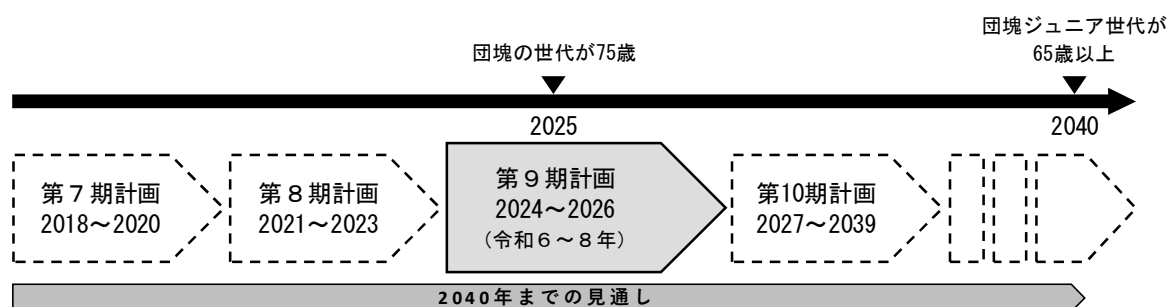 団塊ジュニア世代が
65歳以上
団塊の世代が75歳
2025
2040
第７期計画
2018～2020
第８期計画
2021～2023
第９期計画
2024～2026
（令和６～８年）
第10期計画
2027～2039
2040年までの見通し